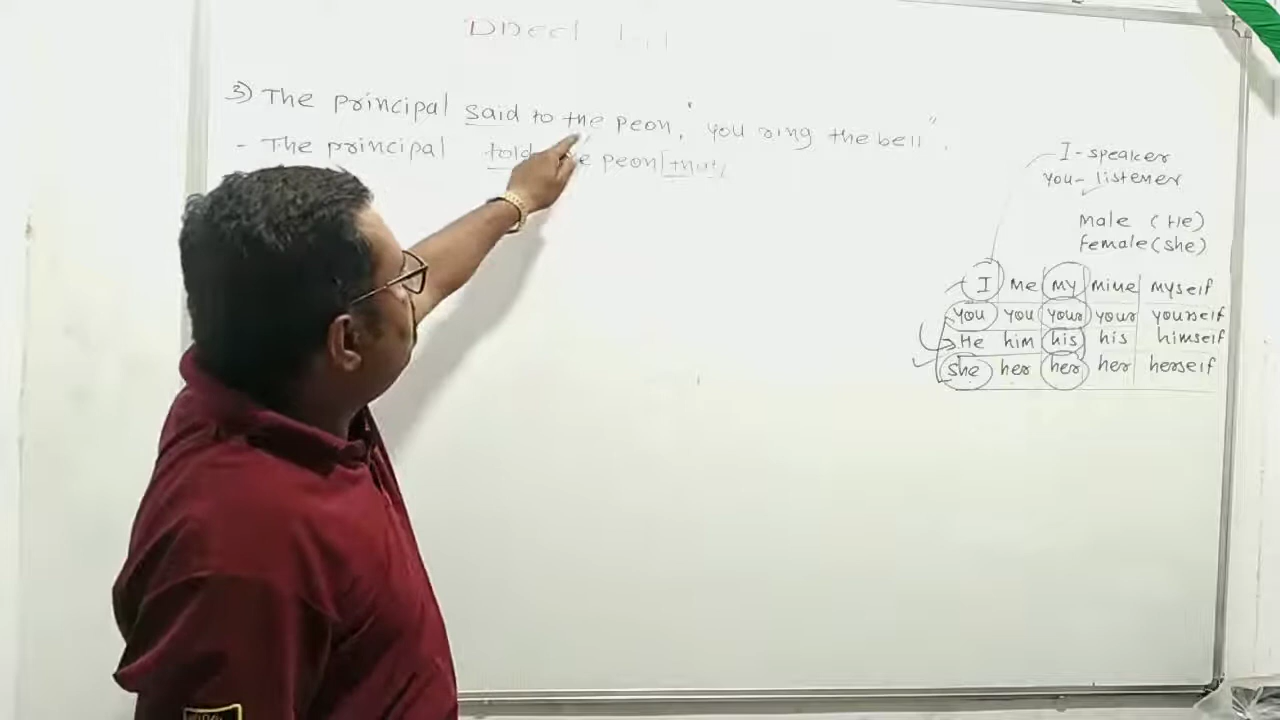 Direct
3) The principal said to the peon, "you ring the bell".
- The principal told the peon that,
I - speaker
you - listener
Male (He)
Female (she)
I me my mine myself
you you your your yourself
He him his his himself
she her her her herself